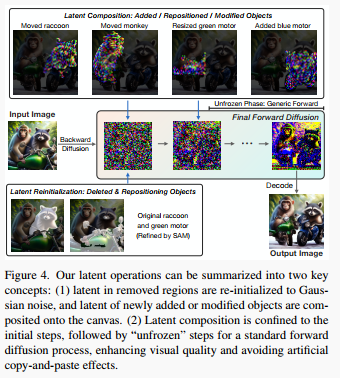 Latent Composition: Added / Repositioned / Modified Objects
Moved raccoon Moved monkey Resized green motor Added blue motor
Unfrozen Phase: Generic Forward
Input Image
Final Forward Diffusion
Backward
Diffusion
...
Decode
Latent Reinitialization: Deleted & Repositioning Objects
Original raccoon
and green motor
(Refined by SAM)
Output Image
Figure 4. Our latent operations can be summarized into two key
concepts: (1) latent in removed regions are re-initialized to Gaus-
sian noise, and latent of newly added or modified objects are com-
posited onto the canvas. (2) Latent composition is confined to the
initial steps, followed by “unfrozen” steps for a standard forward
diffusion process, enhancing visual quality and avoiding artificial
copy-and-paste effects.